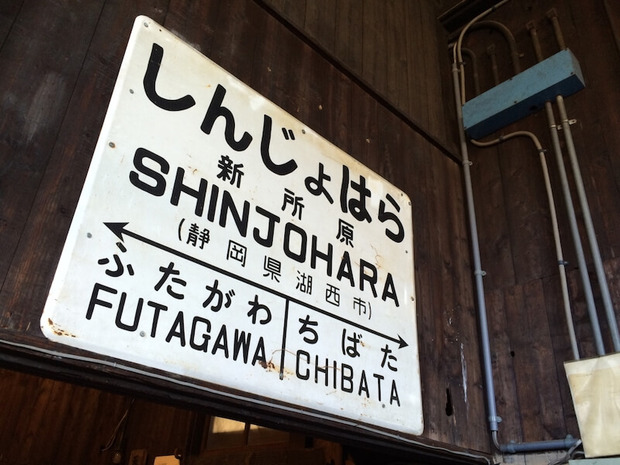 しんじょはら
新所原
SHINJOHARA
(静岡県湖西市)
ふたがわ ちばた
FUTAGAWA CHIBATA